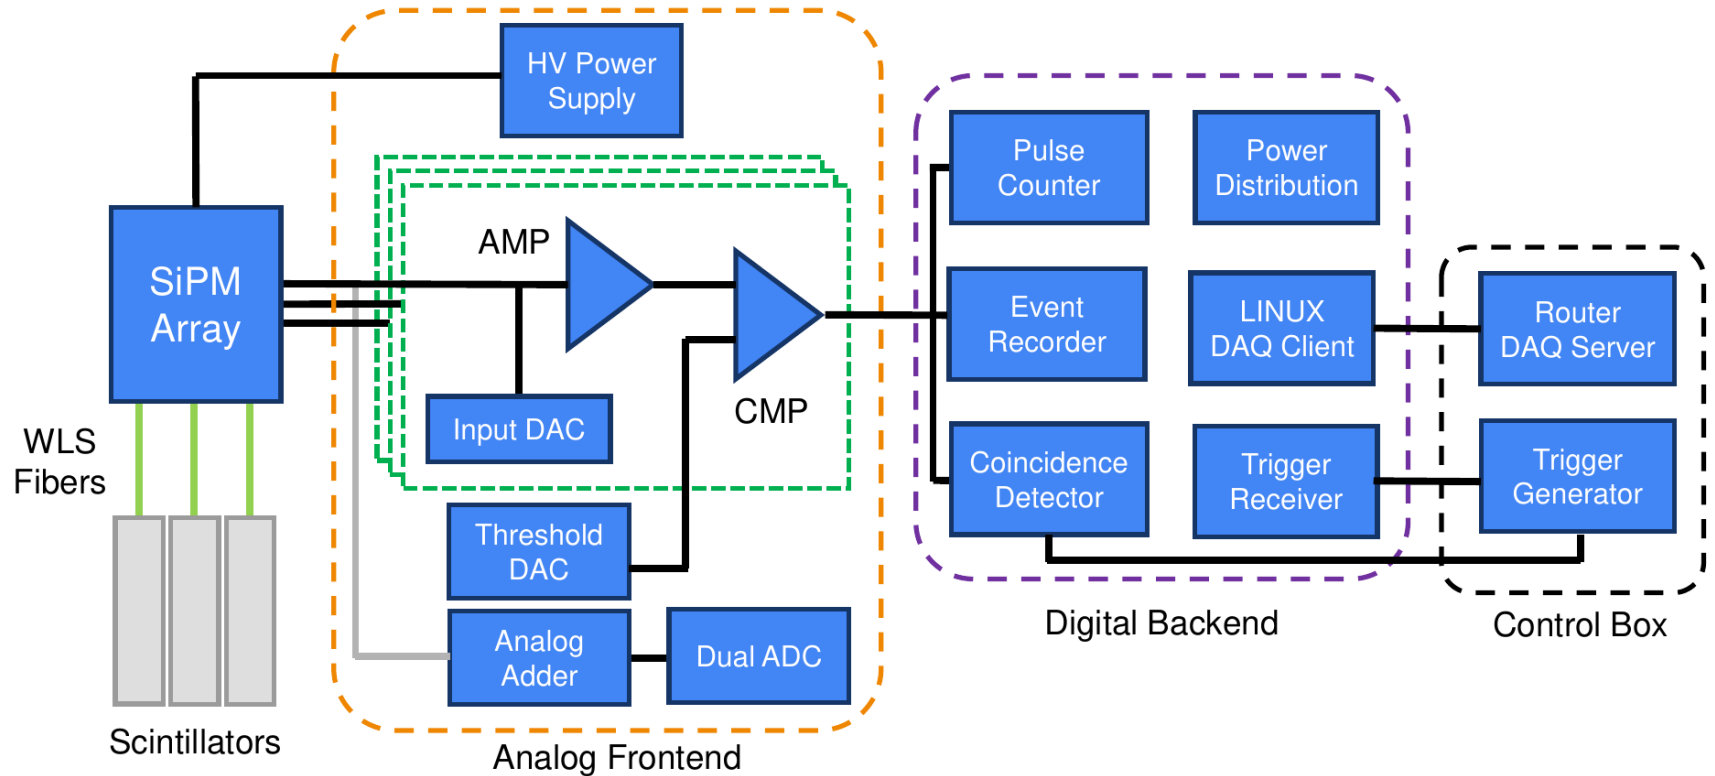 HV Power
Supply
SiPM
Array
WLS
Fibers
Scintillators
AMP
CMP
Input DAC
Threshold
DAC
Analog
Adder
Dual ADC
Analog Frontend
Pulse
Counter
Power
Distribution
Event
Recorder
LINUX
DAQ Client
Coincidence
Detector
Trigger
Receiver
Digital Backend
Router
DAQ Server
Trigger
Generator
Control Box